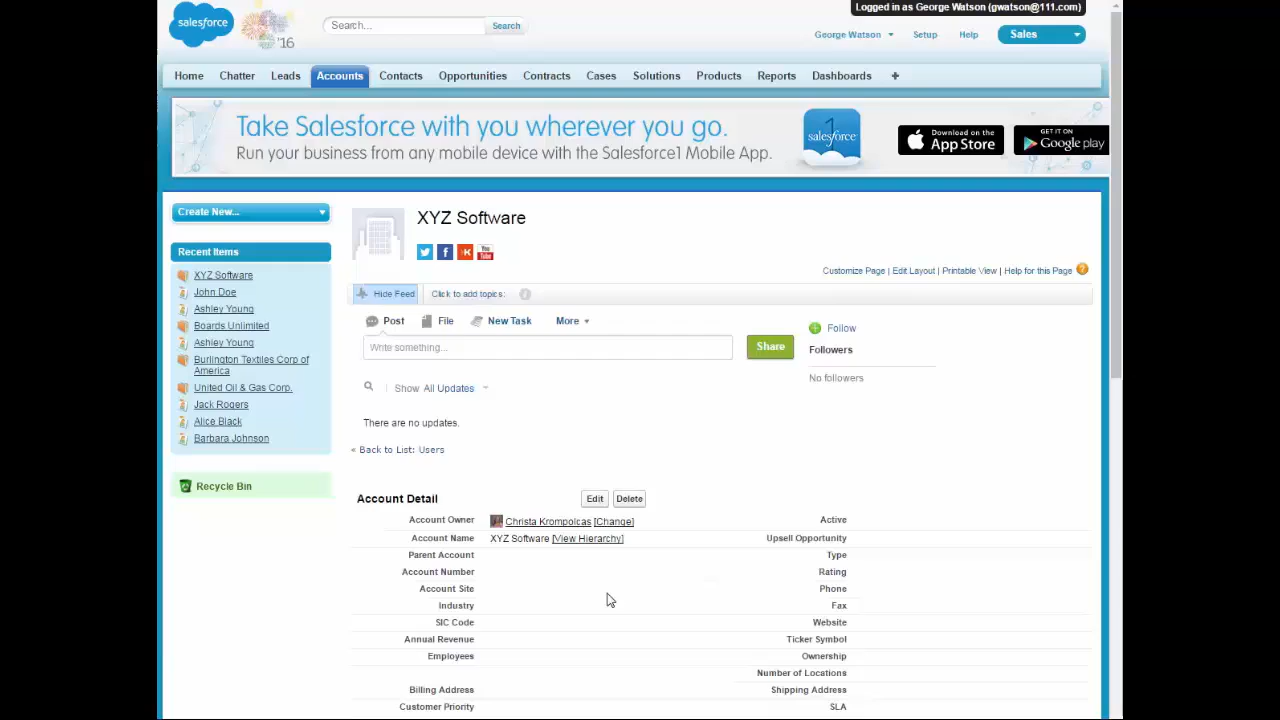 Logged in as George Watson (gwatson@111.com)
salesforce
'16
Search...
Search
George Watson
Setup
Help
Sales
Home
Chatter
Leads
Accounts
Contacts
Opportunities
Contracts
Cases
Solutions
Products
Reports
Dashboards
+
Take Salesforce with you wherever you go.
Run your business from any mobile device with the Salesforce1 Mobile App.
1
salesforce
Download on the
App Store
GET IT ON
Google play
Create New...
Recent Items
XYZ Software
John Doe
Ashley Young
Boards Unlimited
Ashley Young
Burlington Textiles Corp of
America
United Oil & Gas Corp.
Jack Rogers
Alice Black
Barbara Johnson
Recycle Bin
XYZ Software
You
Tube
Customize Page | Edit Layout | Printable View | Help for this Page
Hide Feed
Click to add topics:
Post
File
New Task
More
Write something...
Share
Follow
Followers
No followers
Show All Updates
There are no updates.
« Back to List: Users
Account Detail
Edit
Delete
Account Owner
Christa Krompolcas [Change]
Active
Account Name
XYZ Software [View Hierarchy]
Upsell Opportunity
Parent Account
Type
Account Number
Rating
Account Site
Phone
Industry
Fax
SIC Code
Website
Annual Revenue
Ticker Symbol
Employees
Ownership
Number of Locations
Billing Address
Shipping Address
Customer Priority
SLA